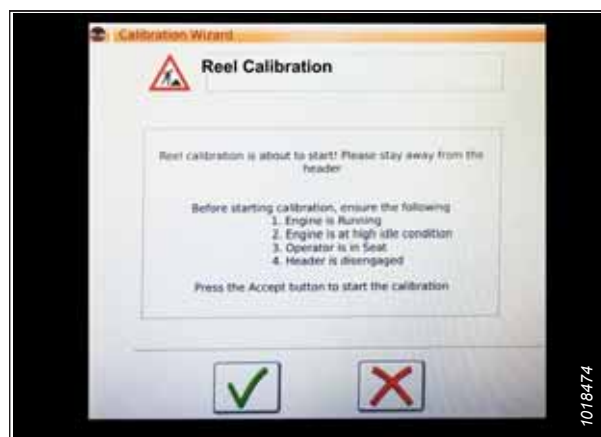 Calibration Wizard
Reel Calibration
Reel calibration is about to start! Please stay away from the
header
Before starting calibration, ensure the following
1. Engine is Running
2. Engine is at high idle condition
3. Operator is in Seat
4. Header is disengaged
Press the Accept button to start the calibration
1018474